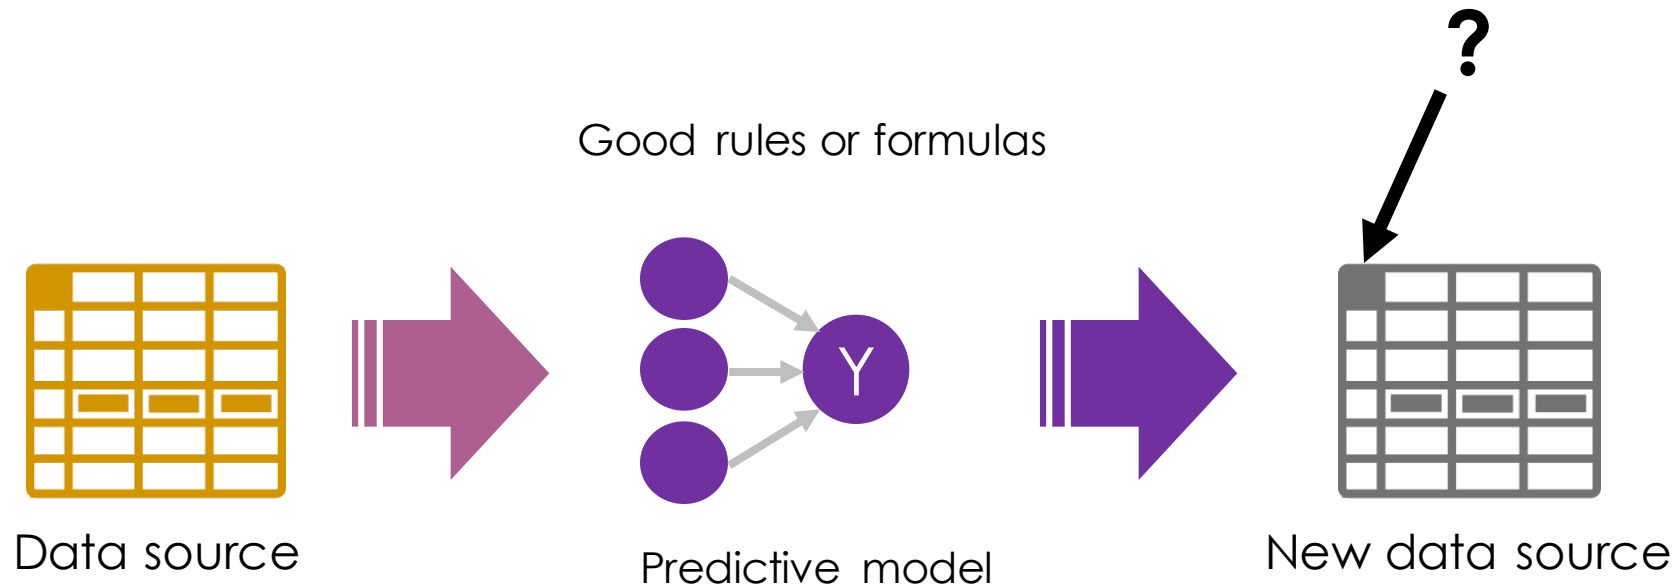 ?
Good rules or formulas
Y
Data source
Predictive model
New data source